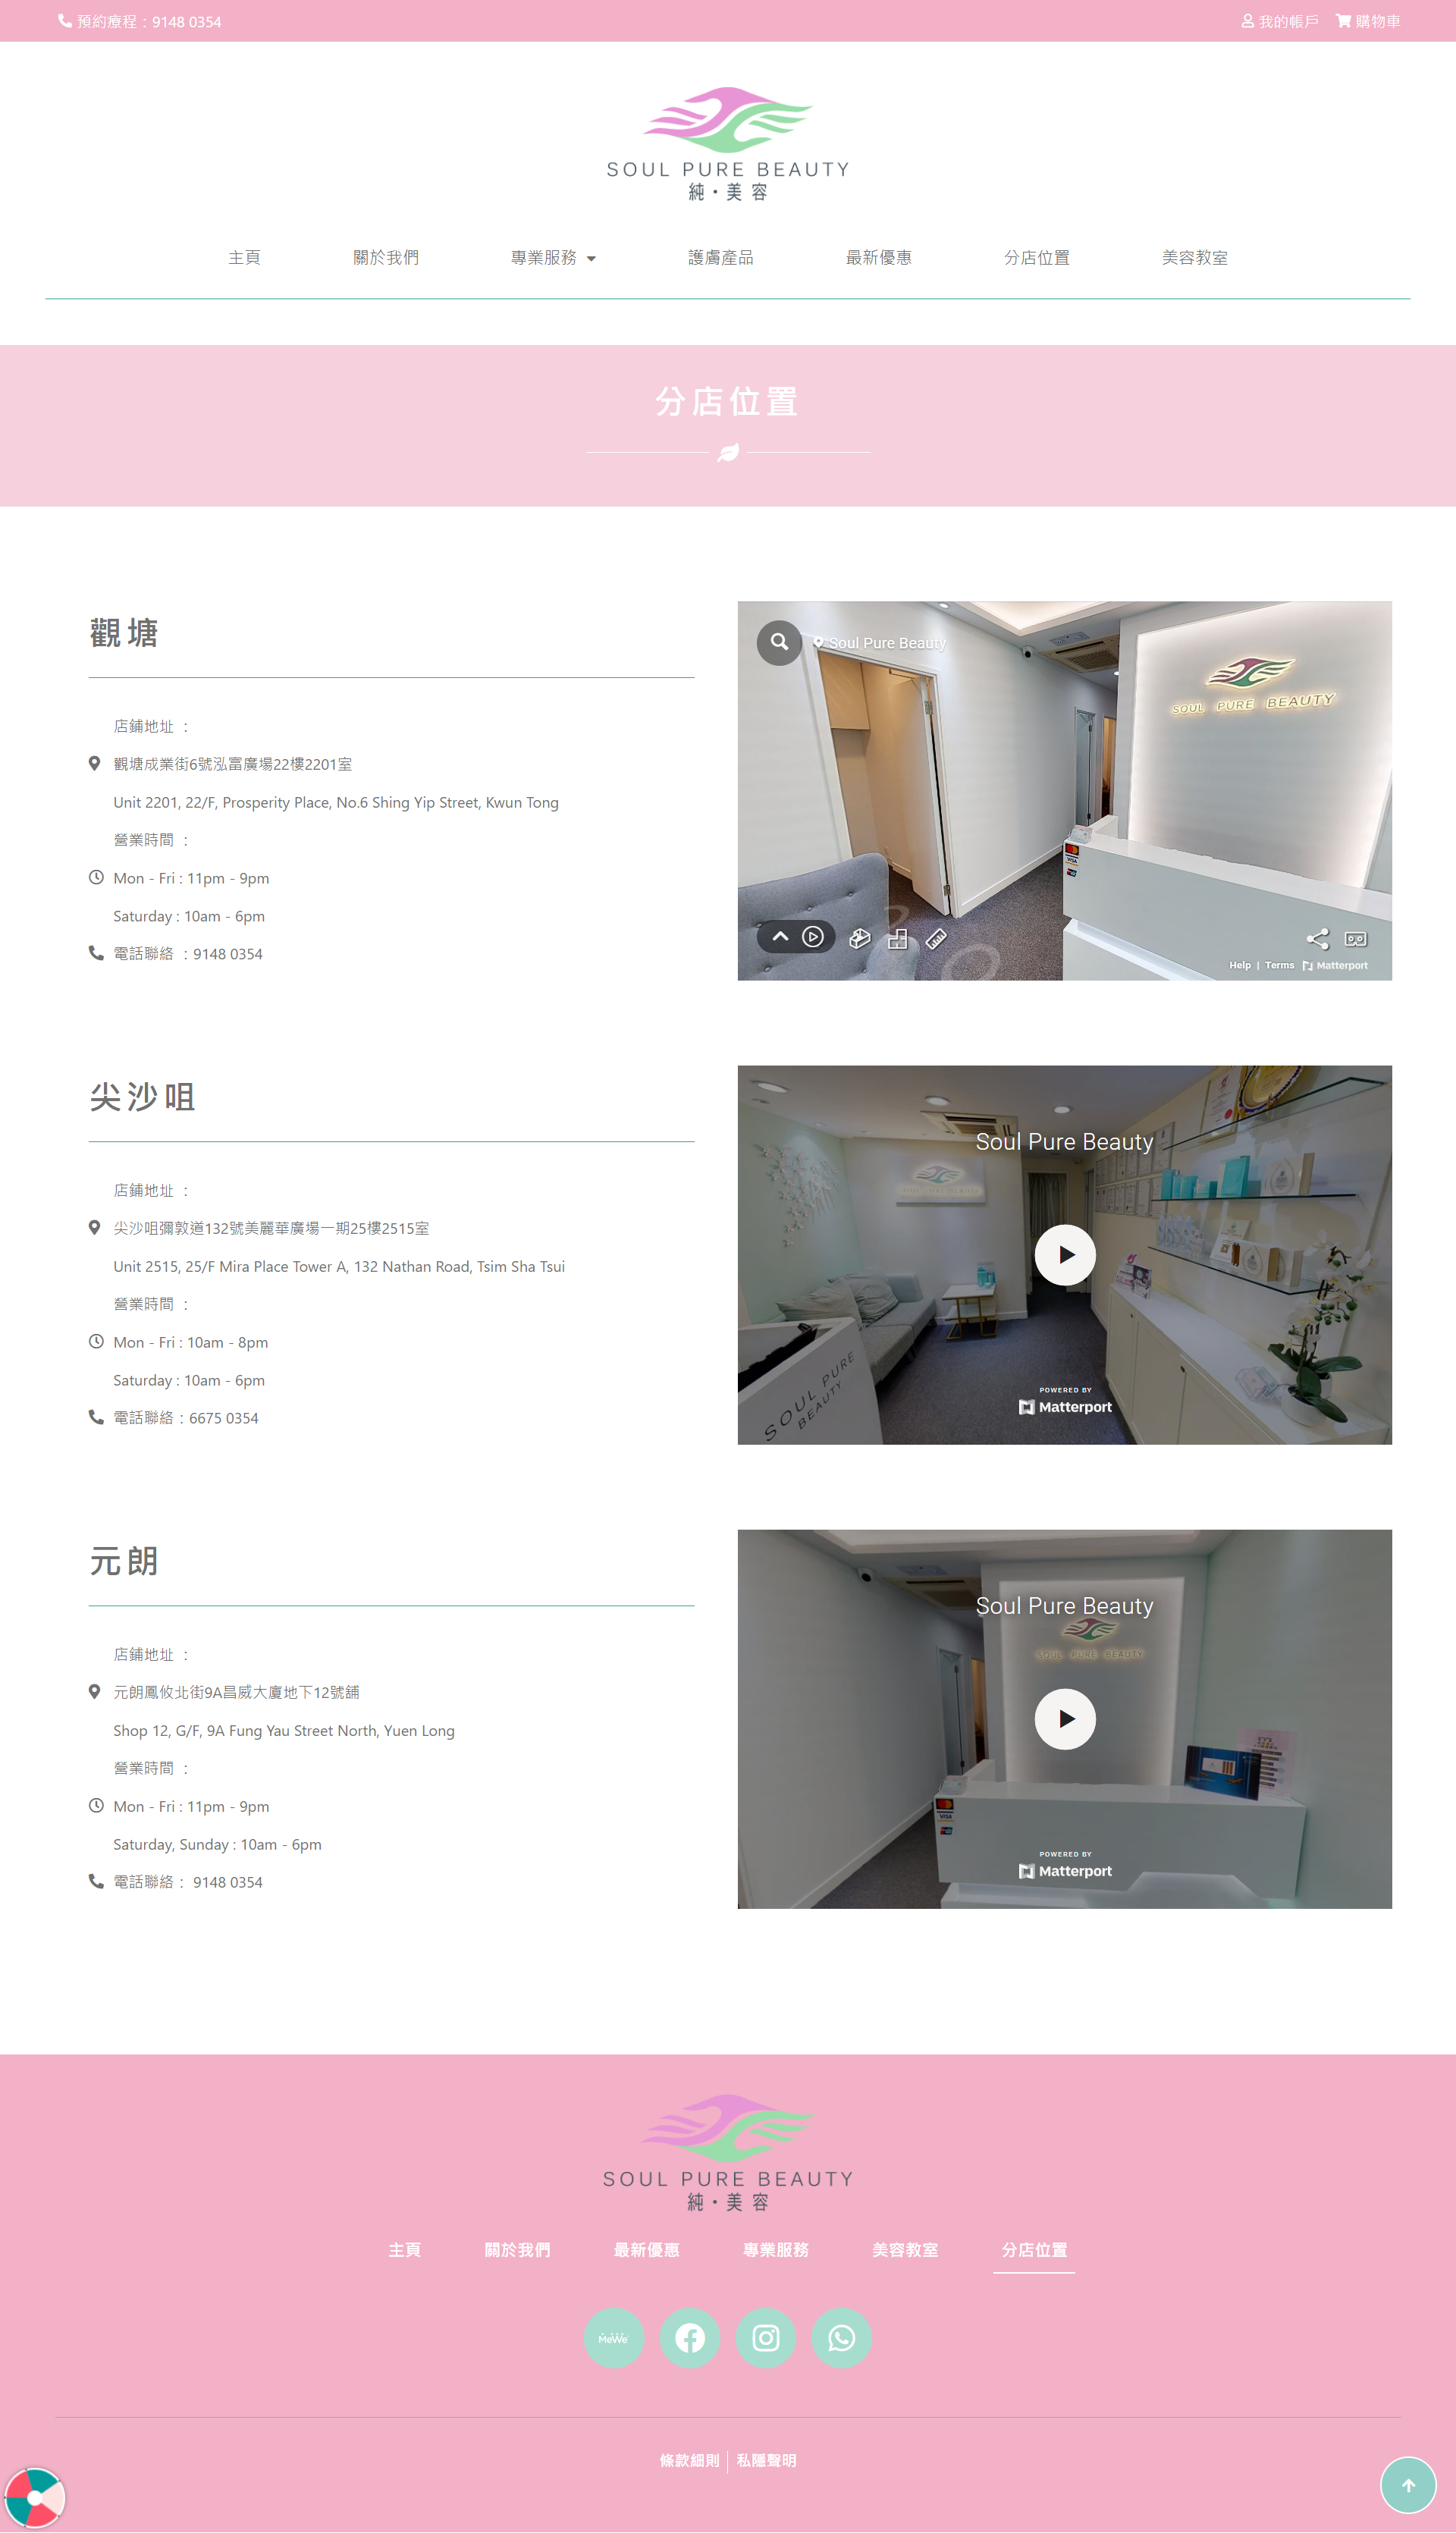 預約療程：9148 0354
我的帳戶 購物車
SOUL PURE BEAUTY
純・美 容
主頁 關於我們 專業服務 護膚產品 最新優惠 分店位置 美容教室
分店位置
觀塘
店鋪地址 ：
觀塘成業街6號泓富廣場22樓2201室
Unit 2201, 22/F, Prosperity Place, No.6 Shing Yip Street, Kwun Tong
營業時間 ：
Mon - Fri : 11pm - 9pm
Saturday : 10am - 6pm
電話聯絡 ：9148 0354
Soul Pure Beauty
SOUL PURE BEAUTY
VISA
Help | Terms Matterport
尖沙咀
店鋪地址 ：
尖沙咀彌敦道132號美麗華廣場一期25樓2515室
Unit 2515, 25/F Mira Place Tower A, 132 Nathan Road, Tsim Sha Tsui
營業時間 ：
Mon - Fri : 10am - 8pm
Saturday : 10am - 6pm
電話聯絡：6675 0354
Soul Pure Beauty
SOUL PURE BEAUTY
SOUL PURE
BEAUTY
POWERED BY
Matterport
元朗
店鋪地址 ：
元朗鳳攸北街9A昌威大廈地下12號舖
Shop 12, G/F, 9A Fung Yau Street North, Yuen Long
營業時間 ：
Mon - Fri : 11pm - 9pm
Saturday, Sunday : 10am - 6pm
電話聯絡： 9148 0354
Soul Pure Beauty
SOUL PURE BEAUTY
VISA
POWERED BY
Matterport
SOUL PURE BEAUTY
純・美 容
主頁 關於我們 最新優惠 專業服務 美容教室 分店位置
MeWe
條款細則 私隱聲明